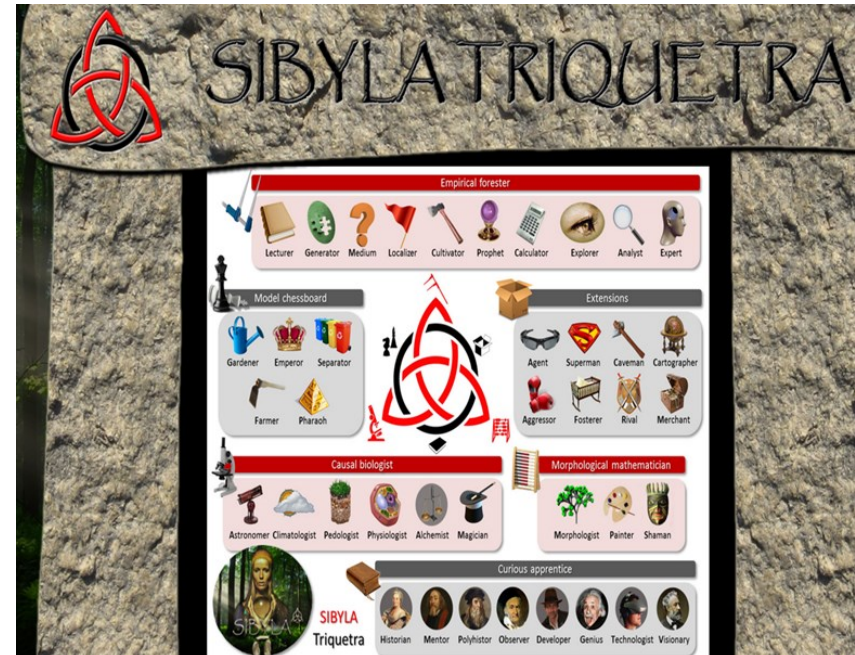 SIBYLA TRIQUETRA
Empirical forester
Lecturer Generator Medium Localizer Cultivator Prophet Calculator Explorer Analyst Expert
Model chessboard
Gardener Emperor Separator
Farmer Pharaoh
Extensions
Agent Superman Caveman Cartographer
Aggressor Fosterer Rival Merchant
Causal biologist
Astronomer Climatologist Pedologist Physiologist Alchemist Magician
Morphological mathematician
Morphologist Painter Shaman
Curious apprentice
Historian Mentor Polyhistor Observer Developer Genius Technologist Visionary
SIBYLA
SIBYLA
Triquetra